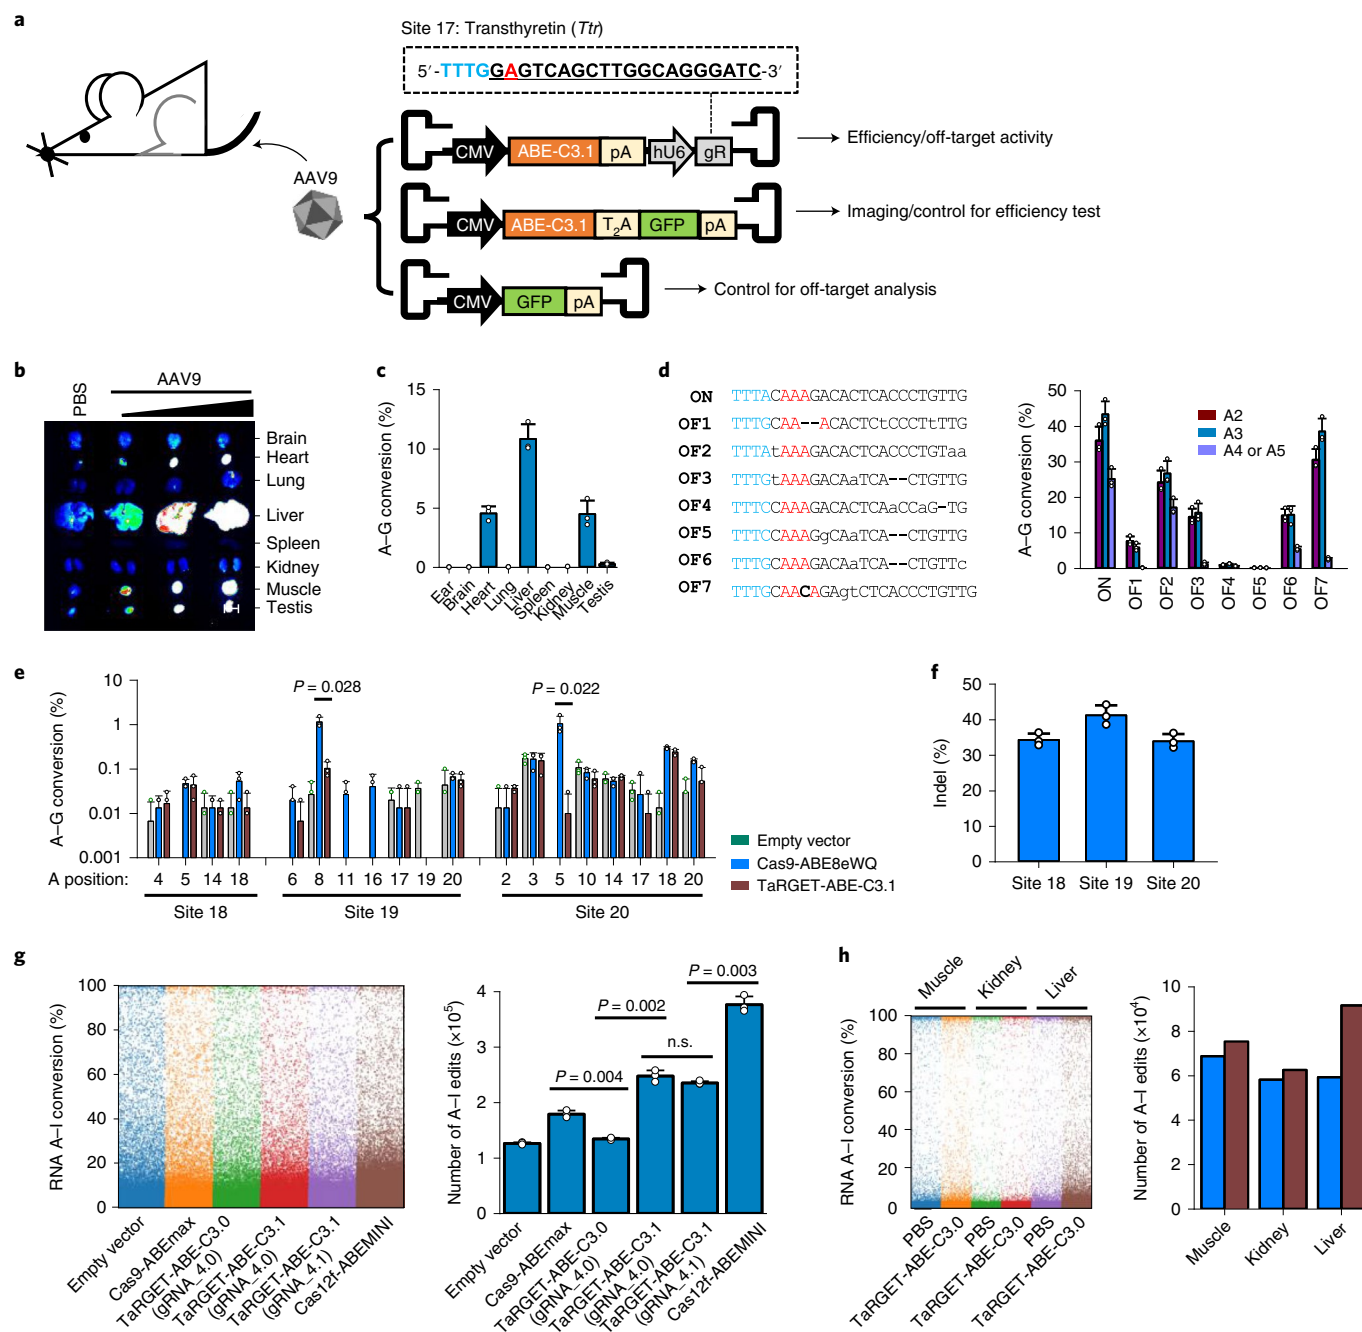 a
Site 17: Transthyretin (Ttr)
5′-TTTGGAGTCAGCTTGGCAGGGATC-3′
AAV9
CMV ABE-C3.1 pA hU6 gR
Efficiency/off-target activity
CMV ABE-C3.1 T2A GFP pA
Imaging/control for efficiency test
CMV GFP pA
Control for off-target analysis
b
PBS
AAV9
Brain
Heart
Lung
Liver
Spleen
Kidney
Muscle
Testis
c
A–G conversion (%)
15
10
5
0
Ear
Brain
Heart
Lung
Liver
Spleen
Kidney
Muscle
Testis
d
ON TTTACAAAGACACTCACCCTGTTG
OF1 TTTGCAA--ACACTCtCCCTtTTG
OF2 TTTAtAAAGACACTCACCCTGTaa
OF3 TTTGtAAAGACAaTCA--CTGTTG
OF4 TTTCCAAAGACACTCAaCCaG-TG
OF5 TTTCCAAAGgCAaTCA--CTGTTG
OF6 TTTGCAAAGACAaTCA--CTGTTc
OF7 TTTGCAACAGAgtCTCACCCTGTTG
A–G conversion (%)
50
40
30
20
10
0
A2
A3
A4 or A5
ON
OF1
OF2
OF3
OF4
OF5
OF6
OF7
e
A–G conversion (%)
10
1
0.1
0.01
0.001
P = 0.028
P = 0.022
A position: 4 5 14 18 6 8 11 16 17 19 20 2 3 5 10 14 17 18 20
Site 18 Site 19 Site 20
Empty vector
Cas9-ABE8eWQ
TaRGET-ABE-C3.1
f
Indel (%)
50
40
30
20
10
0
Site 18 Site 19 Site 20
g
RNA A–I conversion (%)
100
80
60
40
20
0
Empty vector
Cas9-ABEmax
TaRGET-ABE-C3.0
(gRNA_4.0)
TaRGET-ABE-C3.1
(gRNA_4.0)
TaRGET-ABE-C3.1
(gRNA_4.1)
Cas12f-ABEMINI
Number of A–I edits (×10⁵)
4
3
2
1
0
P = 0.003
P = 0.002
n.s.
P = 0.004
Empty vector
Cas9-ABEmax
TaRGET-ABE-C3.0
(gRNA_4.0)
TaRGET-ABE-C3.1
(gRNA_4.0)
TaRGET-ABE-C3.1
(gRNA_4.1)
Cas12f-ABEMINI
h
Muscle
Kidney
Liver
RNA A–I conversion (%)
100
80
60
40
20
0
PBS
TaRGET-ABE-C3.0
PBS
TaRGET-ABE-C3.0
PBS
TaRGET-ABE-C3.0
Number of A–I edits (×10⁴)
10
8
6
4
2
0
Muscle
Kidney
Liver